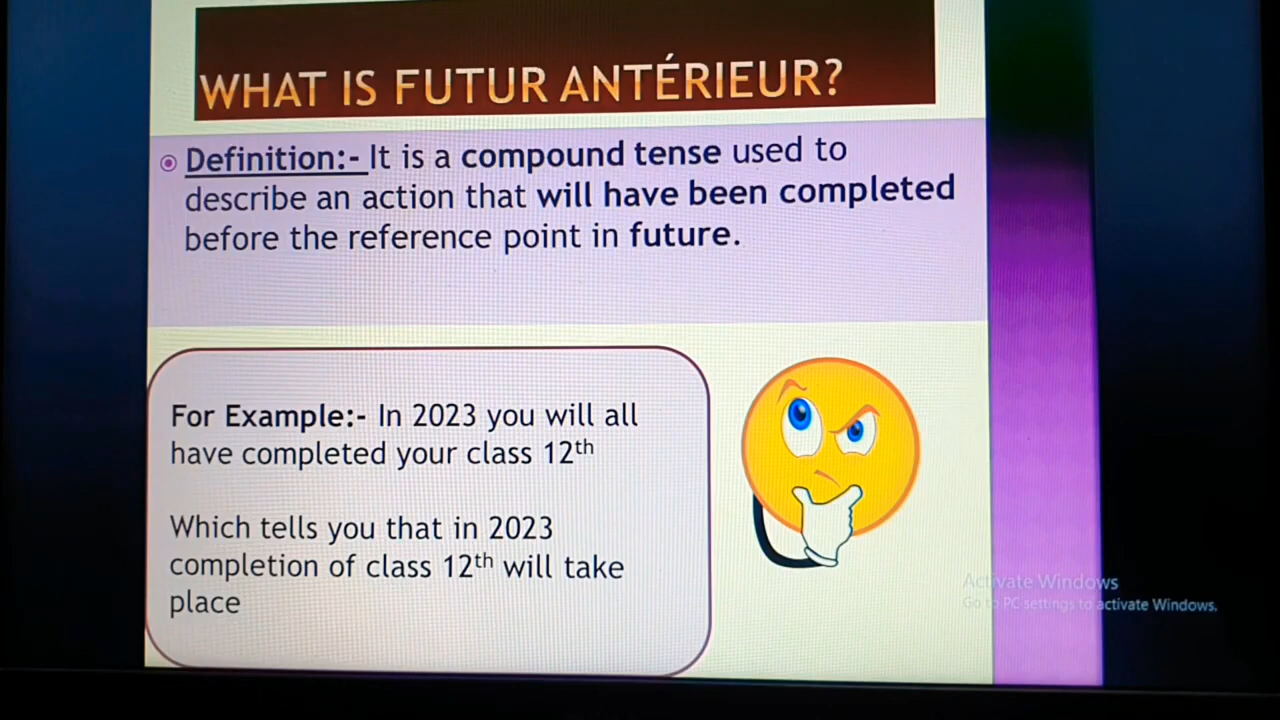 WHAT IS FUTUR ANTÉRIEUR?
Definition:- It is a compound tense used to
describe an action that will have been completed
before the reference point in future.
For Example:- In 2023 you will all
have completed your class 12th
Which tells you that in 2023
completion of class 12th will take
place
Activate Windows
Go to PC settings to activate Windows.